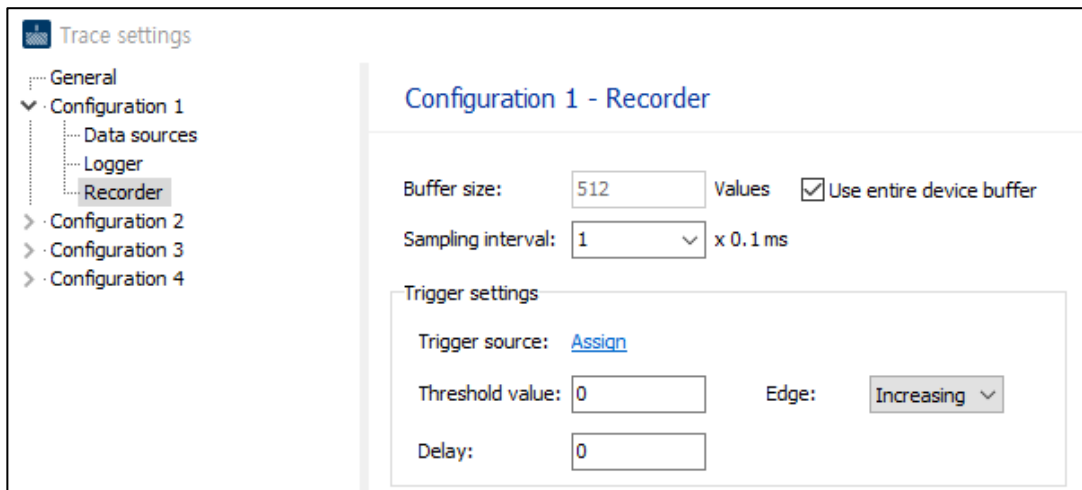 Trace settings
General
Configuration 1
Data sources
Logger
Recorder
Configuration 2
Configuration 3
Configuration 4
Configuration 1 - Recorder
Buffer size: 512 Values Use entire device buffer
Sampling interval: 1 x 0.1 ms
Trigger settings
Trigger source: Assign
Threshold value: 0 Edge: Increasing
Delay: 0